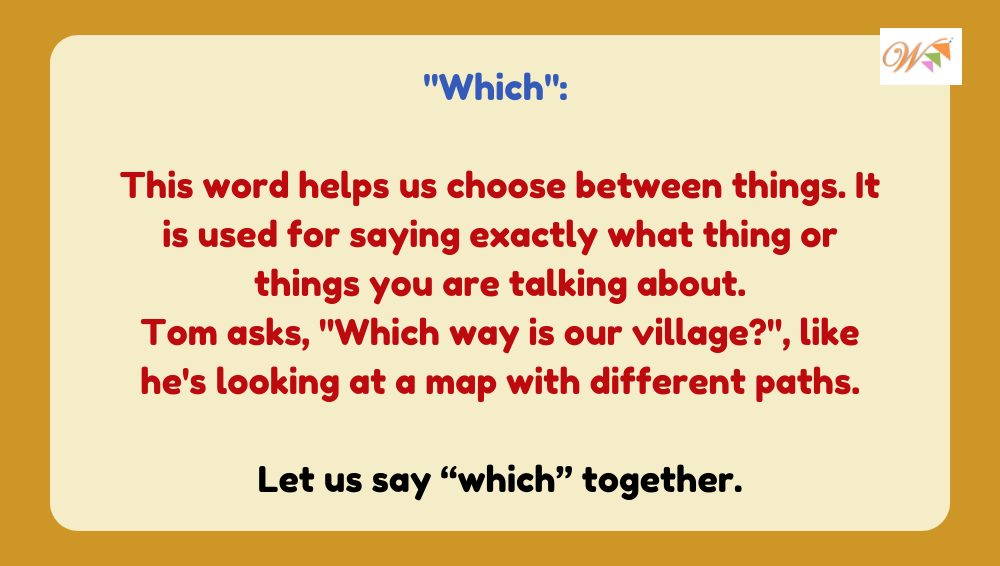 "Which":
This word helps us choose between things. It
is used for saying exactly what thing or
things you are talking about.
Tom asks, "Which way is our village?", like
he's looking at a map with different paths.
Let us say “which” together.